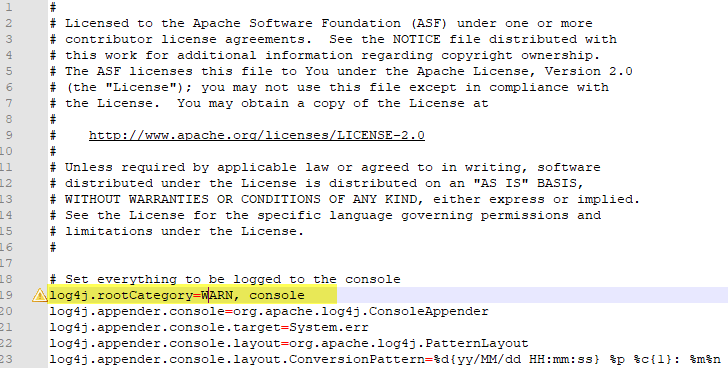 1 #
2 # Licensed to the Apache Software Foundation (ASF) under one or more
3 # contributor license agreements.  See the NOTICE file distributed with
4 # this work for additional information regarding copyright ownership.
5 # The ASF licenses this file to You under the Apache License, Version 2.0
6 # (the "License"); you may not use this file except in compliance with
7 # the License.  You may obtain a copy of the License at
8 #
9 #    http://www.apache.org/licenses/LICENSE-2.0
10 #
11 # Unless required by applicable law or agreed to in writing, software
12 # distributed under the License is distributed on an "AS IS" BASIS,
13 # WITHOUT WARRANTIES OR CONDITIONS OF ANY KIND, either express or implied.
14 # See the License for the specific language governing permissions and
15 # limitations under the License.
16 #
17
18 # Set everything to be logged to the console
19 log4j.rootCategory=WARN, console
20 log4j.appender.console=org.apache.log4j.ConsoleAppender
21 log4j.appender.console.target=System.err
22 log4j.appender.console.layout=org.apache.log4j.PatternLayout
23 log4j.appender.console.layout.ConversionPattern=%d{yy/MM/dd HH:mm:ss} %p %c{1}: %m%n